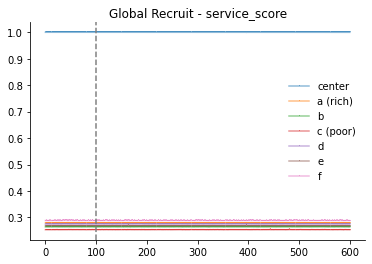 Global Recruit - service_score
1.0
0.9
0.8
0.7
0.6
0.5
0.4
0.3
center
a (rich)
b
c (poor)
d
e
f
0 100 200 300 400 500 600